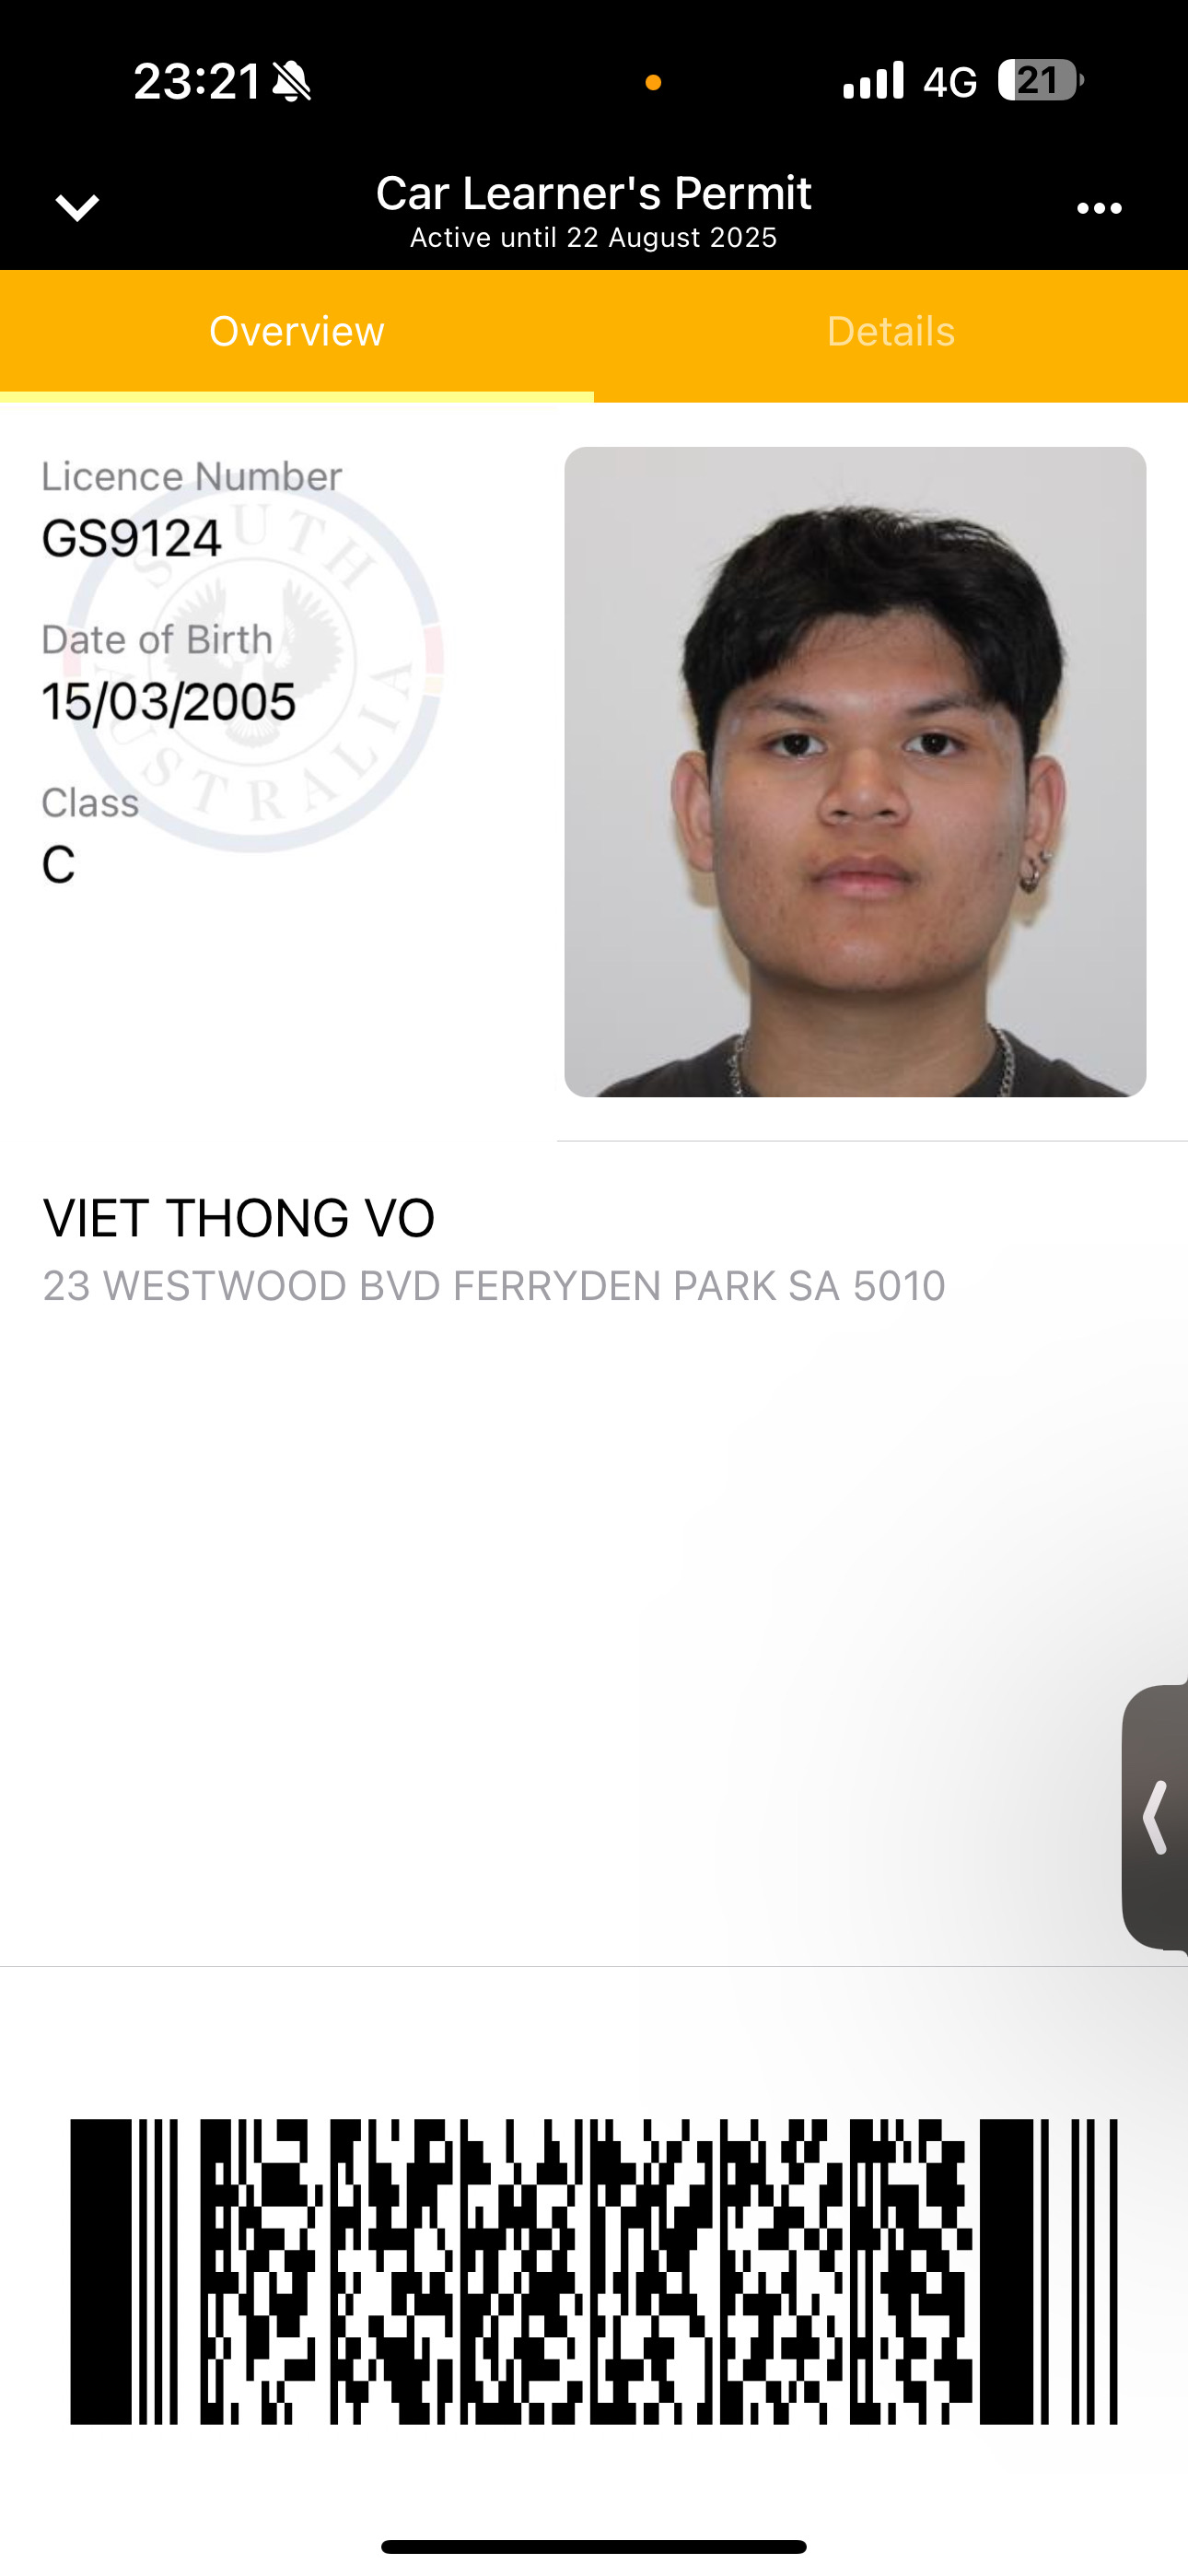 23:21
4G
21
Car Learner's Permit
Active until 22 August 2025
Overview
Details
Licence Number
GS9124
Date of Birth
15/03/2005
Class
C
SOUTH AUSTRALIA
VIET THONG VO
23 WESTWOOD BVD FERRYDEN PARK SA 5010